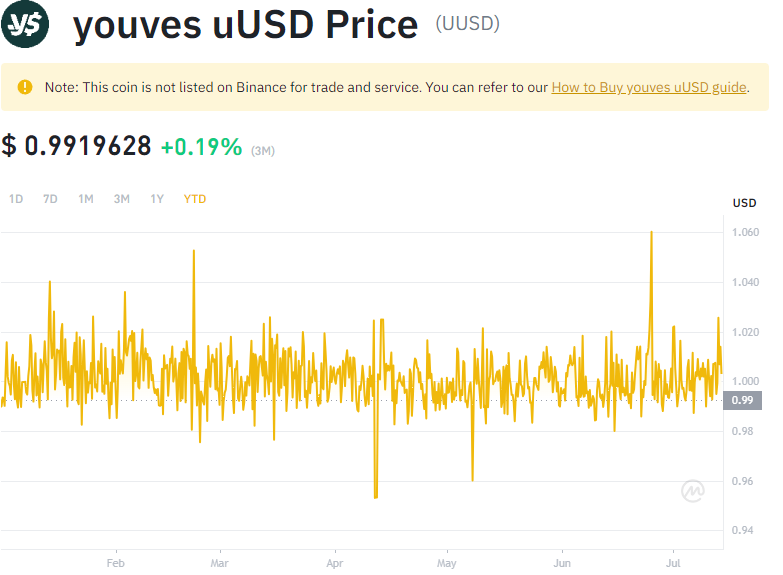 youves uUSD Price (UUSD)
Note: This coin is not listed on Binance for trade and service. You can refer to our How to Buy youves uUSD guide.
$ 0.9919628 +0.19% (3M)
1D 7D 1M 3M 1Y YTD
USD
1.060
1.040
1.020
1.000
0.99
0.98
0.96
0.94
Feb Mar Apr May Jun Jul